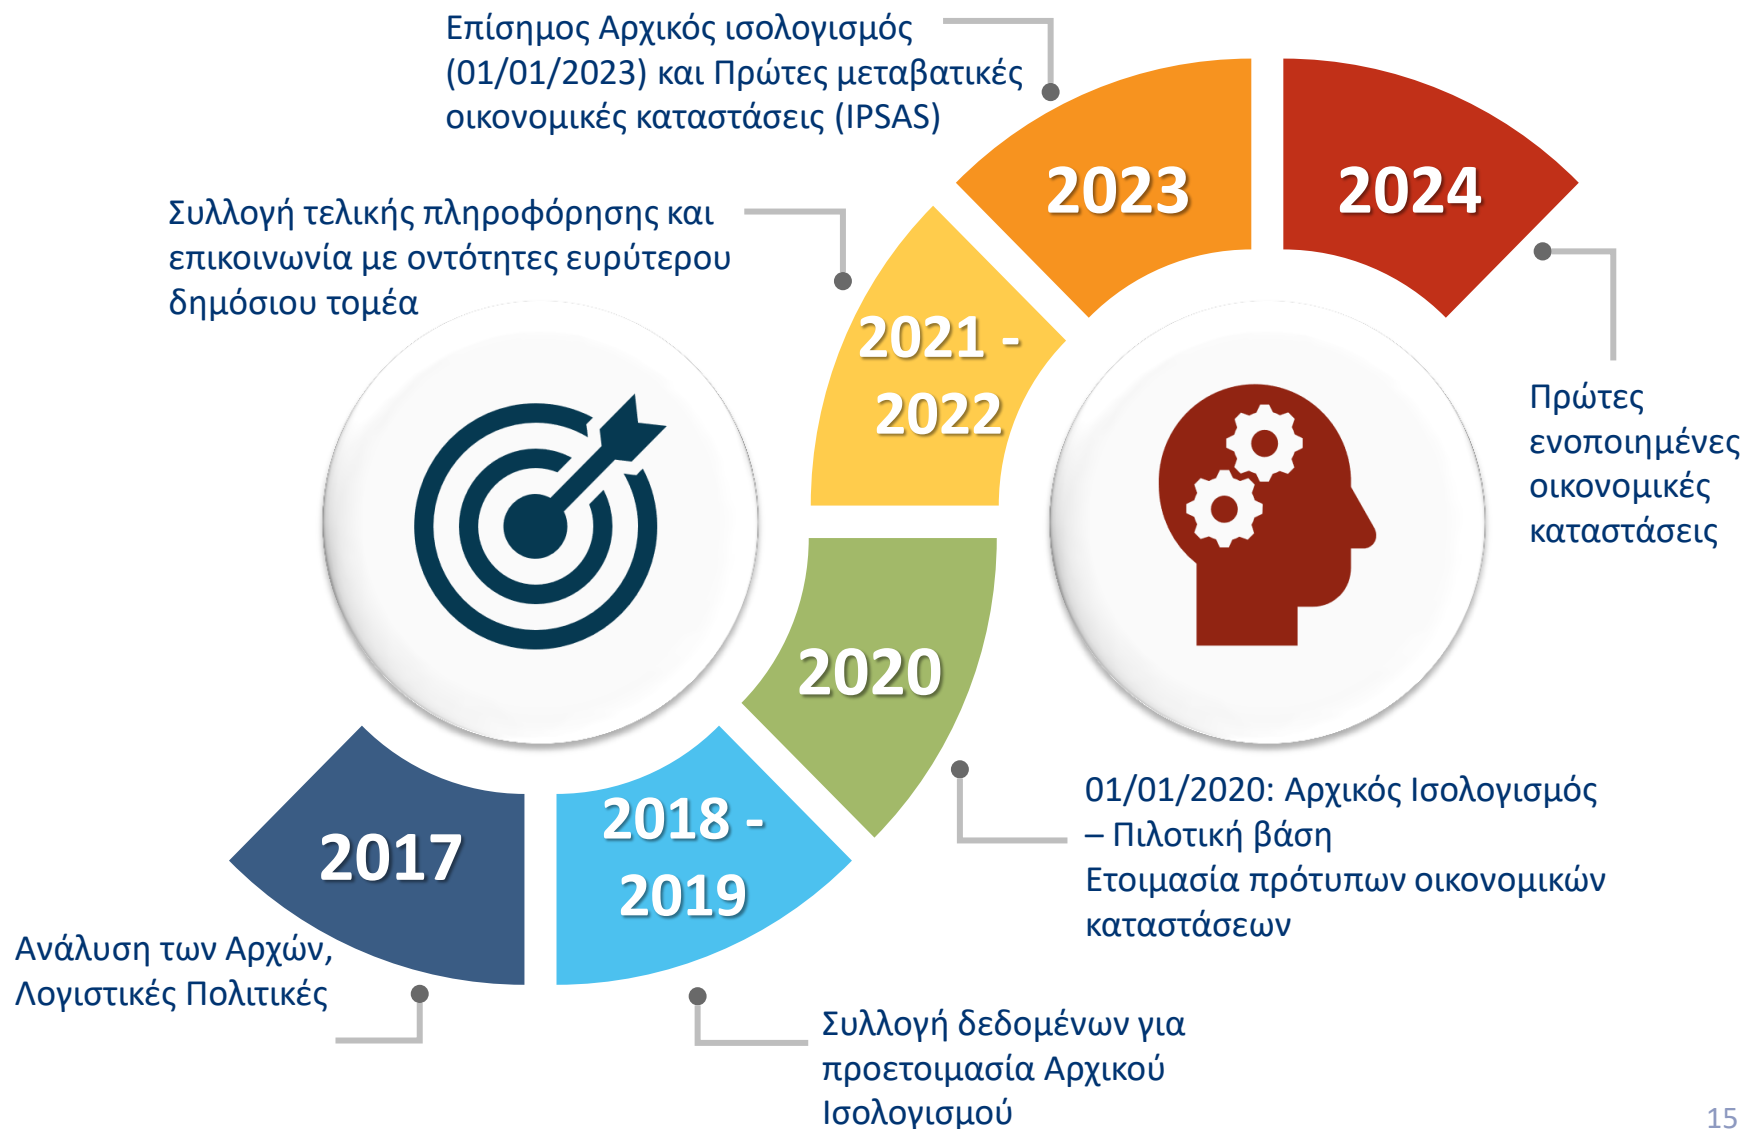 Επίσημος Αρχικός ισολογισμός
(01/01/2023) και Πρώτες μεταβατικές
οικονομικές καταστάσεις (IPSAS)
2023
2024
Συλλογή τελικής πληροφόρησης και
επικοινωνία με οντότητες ευρύτερου
δημόσιου τομέα
2021 -
2022
Πρώτες
ενοποιημένες
οικονομικές
καταστάσεις
2020
01/01/2020: Αρχικός Ισολογισμός
– Πιλοτική βάση
Ετοιμασία πρότυπων οικονομικών
καταστάσεων
2017
2018 -
2019
Ανάλυση των Αρχών,
Λογιστικές Πολιτικές
Συλλογή δεδομένων για
προετοιμασία Αρχικού
Ισολογισμού
15